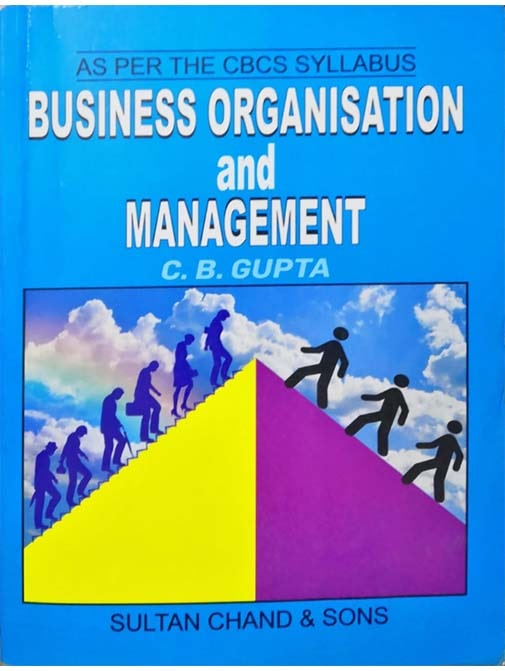 AS PER THE CBCS SYLLABUS
BUSINESS ORGANISATION
and
MANAGEMENT
C. B. GUPTA
SULTAN CHAND & SONS